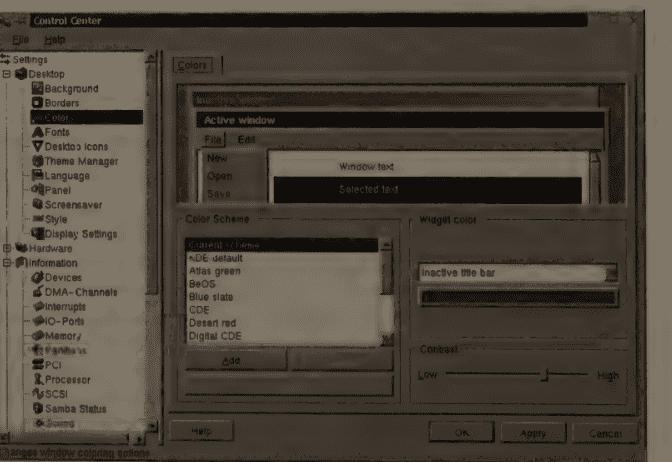 Control Center
File Help
Settings
Desktop
Background
Borders
Colors
Fonts
Desktop Icons
Theme Manager
Language
Panel
Screensaver
Style
Display Settings
Hardware
Information
Devices
DMA-Channels
Interrupts
IO-Ports
Memory
Partitions
PCI
Processor
SCSI
Samba Status
Sound
Colors
Active window
File Edit
New
Open
Save
Window text
Selected text
Color Scheme
Current scheme
KDE default
Atlas green
BeOS
Blue slate
CDE
Desert red
Digital CDE
Add
Widget color
Inactive title bar
Contrast
Low High
Help OK Apply Cancel
Changes window coloring options